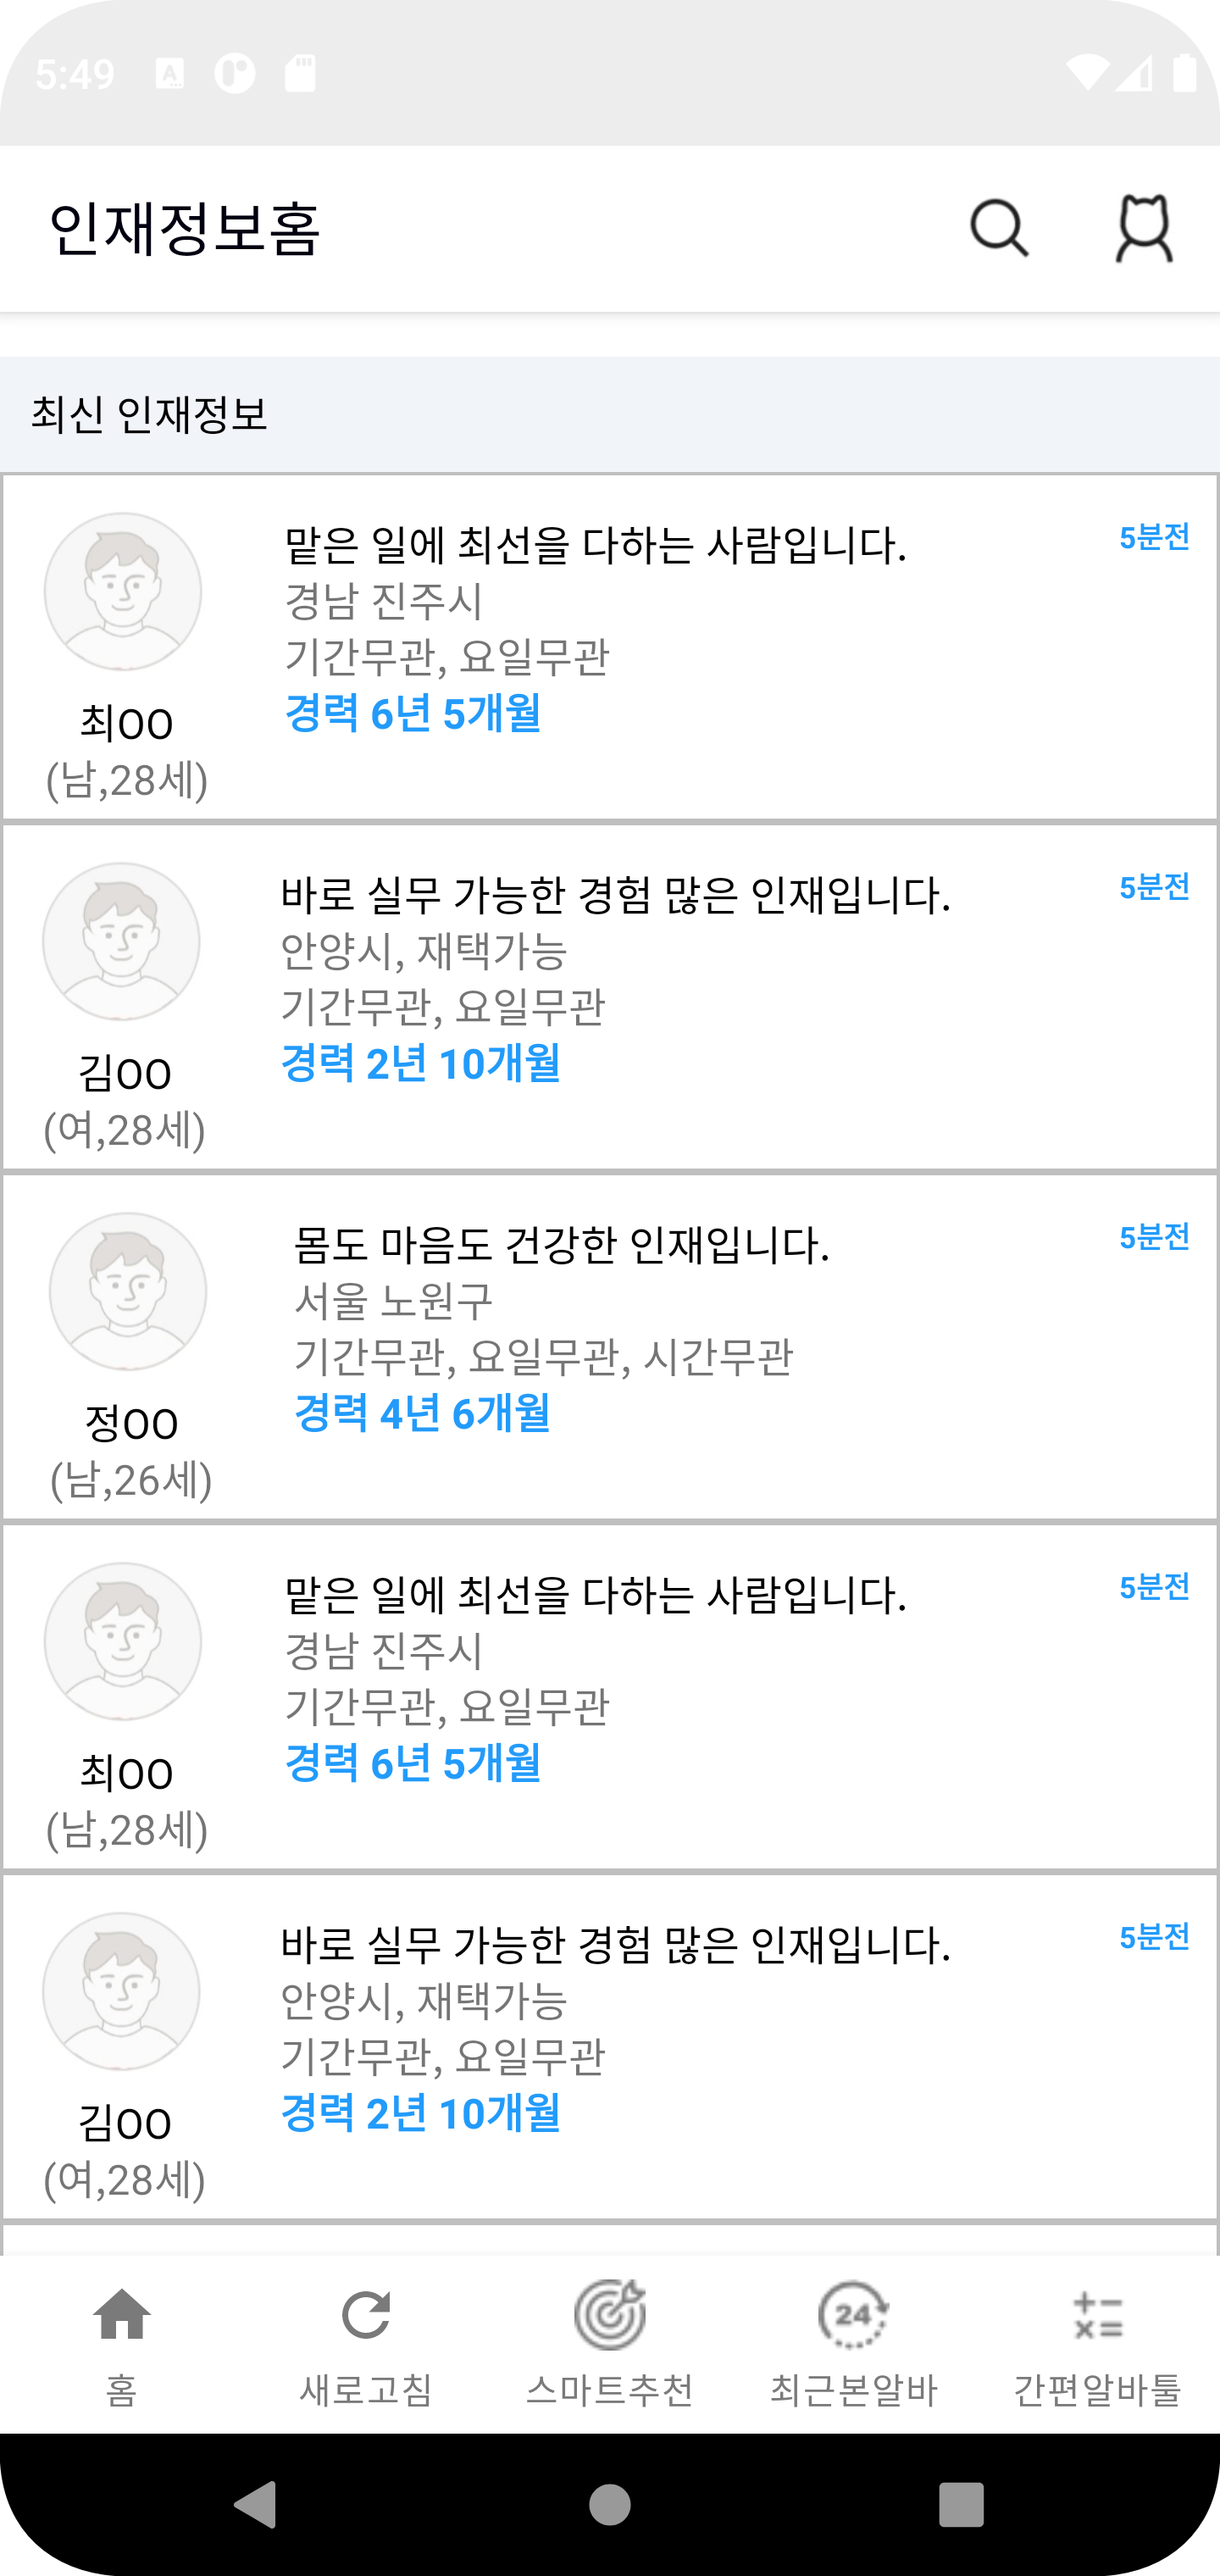 5:49
인재정보홈
최신 인재정보
맡은 일에 최선을 다하는 사람입니다.
5분전
경남 진주시
기간무관, 요일무관
경력 6년 5개월
최OO
(남,28세)
바로 실무 가능한 경험 많은 인재입니다.
5분전
안양시, 재택가능
기간무관, 요일무관
경력 2년 10개월
김OO
(여,28세)
몸도 마음도 건강한 인재입니다.
5분전
서울 노원구
기간무관, 요일무관, 시간무관
경력 4년 6개월
정OO
(남,26세)
맡은 일에 최선을 다하는 사람입니다.
5분전
경남 진주시
기간무관, 요일무관
경력 6년 5개월
최OO
(남,28세)
바로 실무 가능한 경험 많은 인재입니다.
5분전
안양시, 재택가능
기간무관, 요일무관
경력 2년 10개월
김OO
(여,28세)
24
홈
새로고침
스마트추천
최근본알바
간편알바툴